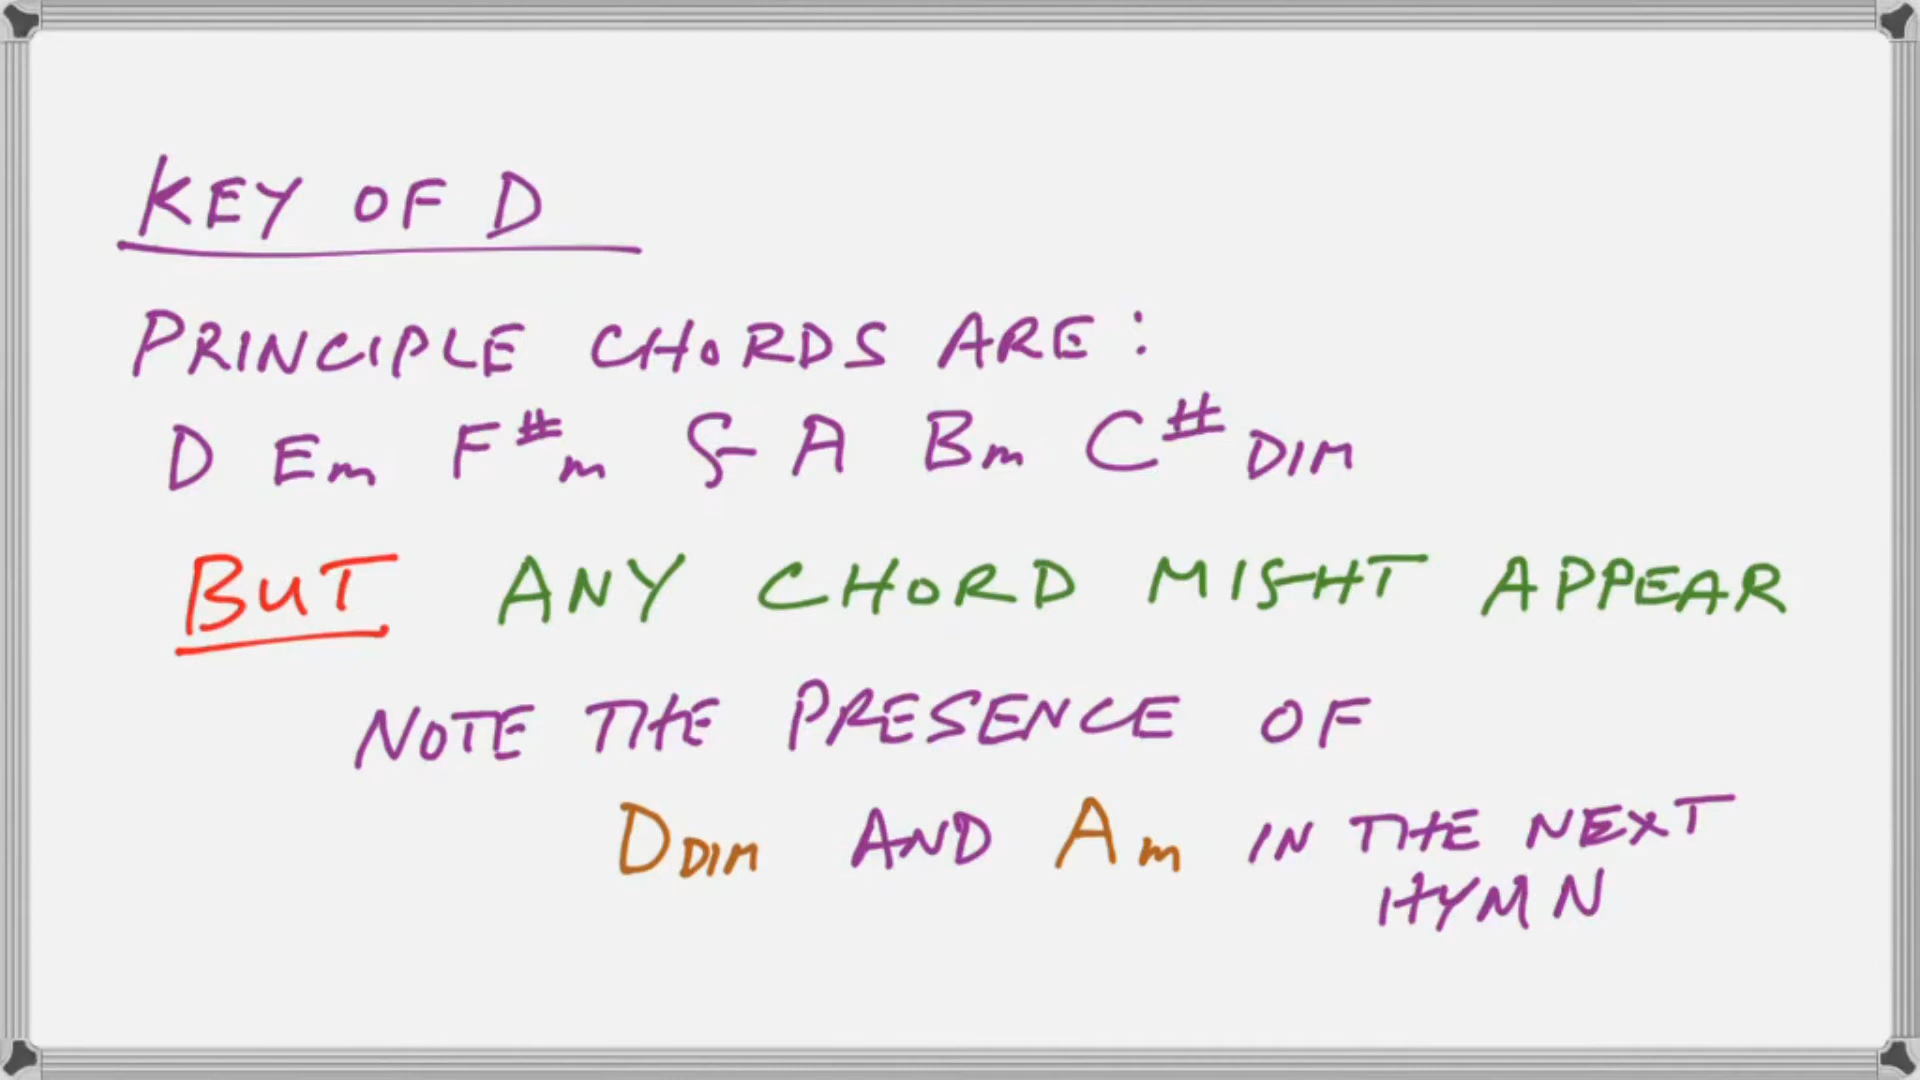 KEY OF D
PRINCIPLE CHORDS ARE:
D Em F#m G A Bm C#DIM
BUT ANY CHORD MIGHT APPEAR
NOTE THE PRESENCE OF
DDIM AND Am IN THE NEXT
HYMN